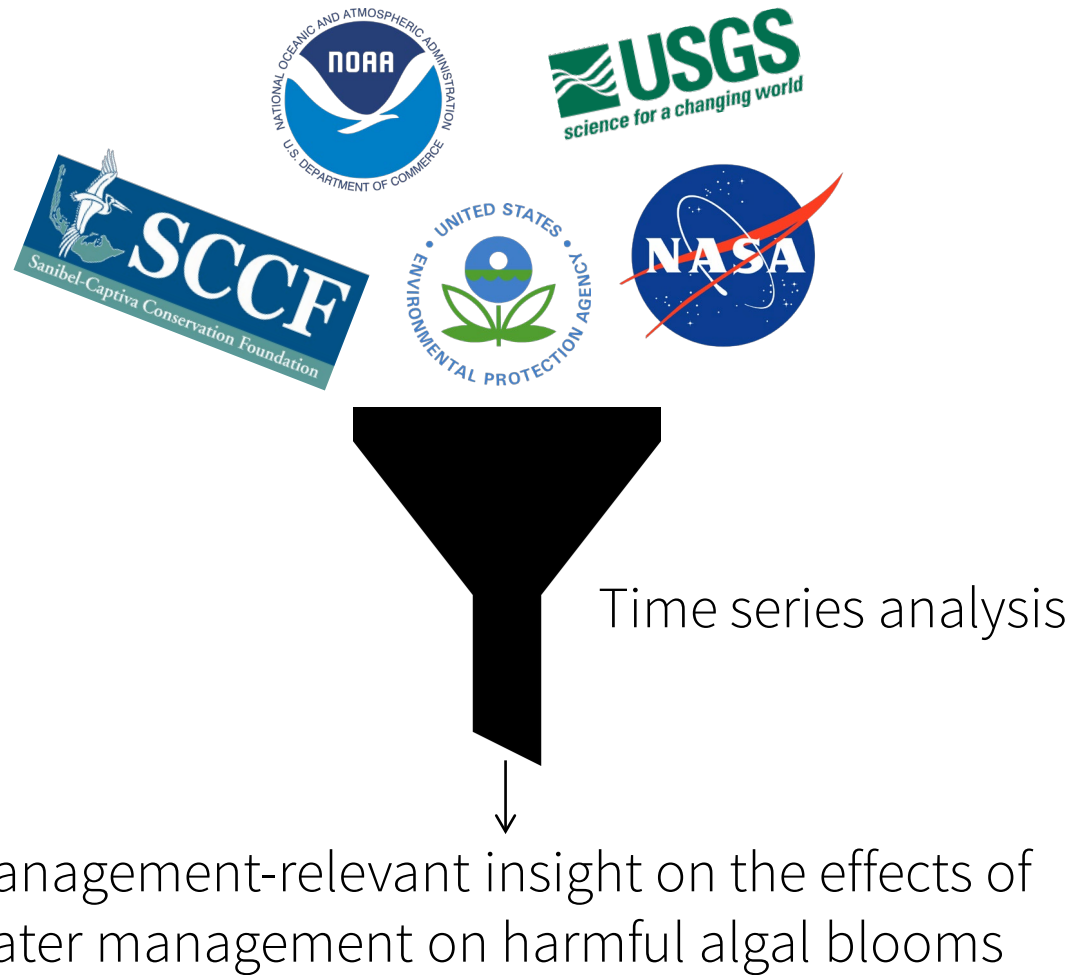 NATIONAL OCEANIC AND ATMOSPHERIC ADMINISTRATION
NOAA
U.S. DEPARTMENT OF COMMERCE
USGS
science for a changing world
SCCF
Sanibel-Captiva Conservation Foundation
UNITED STATES
ENVIRONMENTAL PROTECTION AGENCY
NASA
Time series analysis
anagement-relevant insight on the effects of
ater management on harmful algal blooms